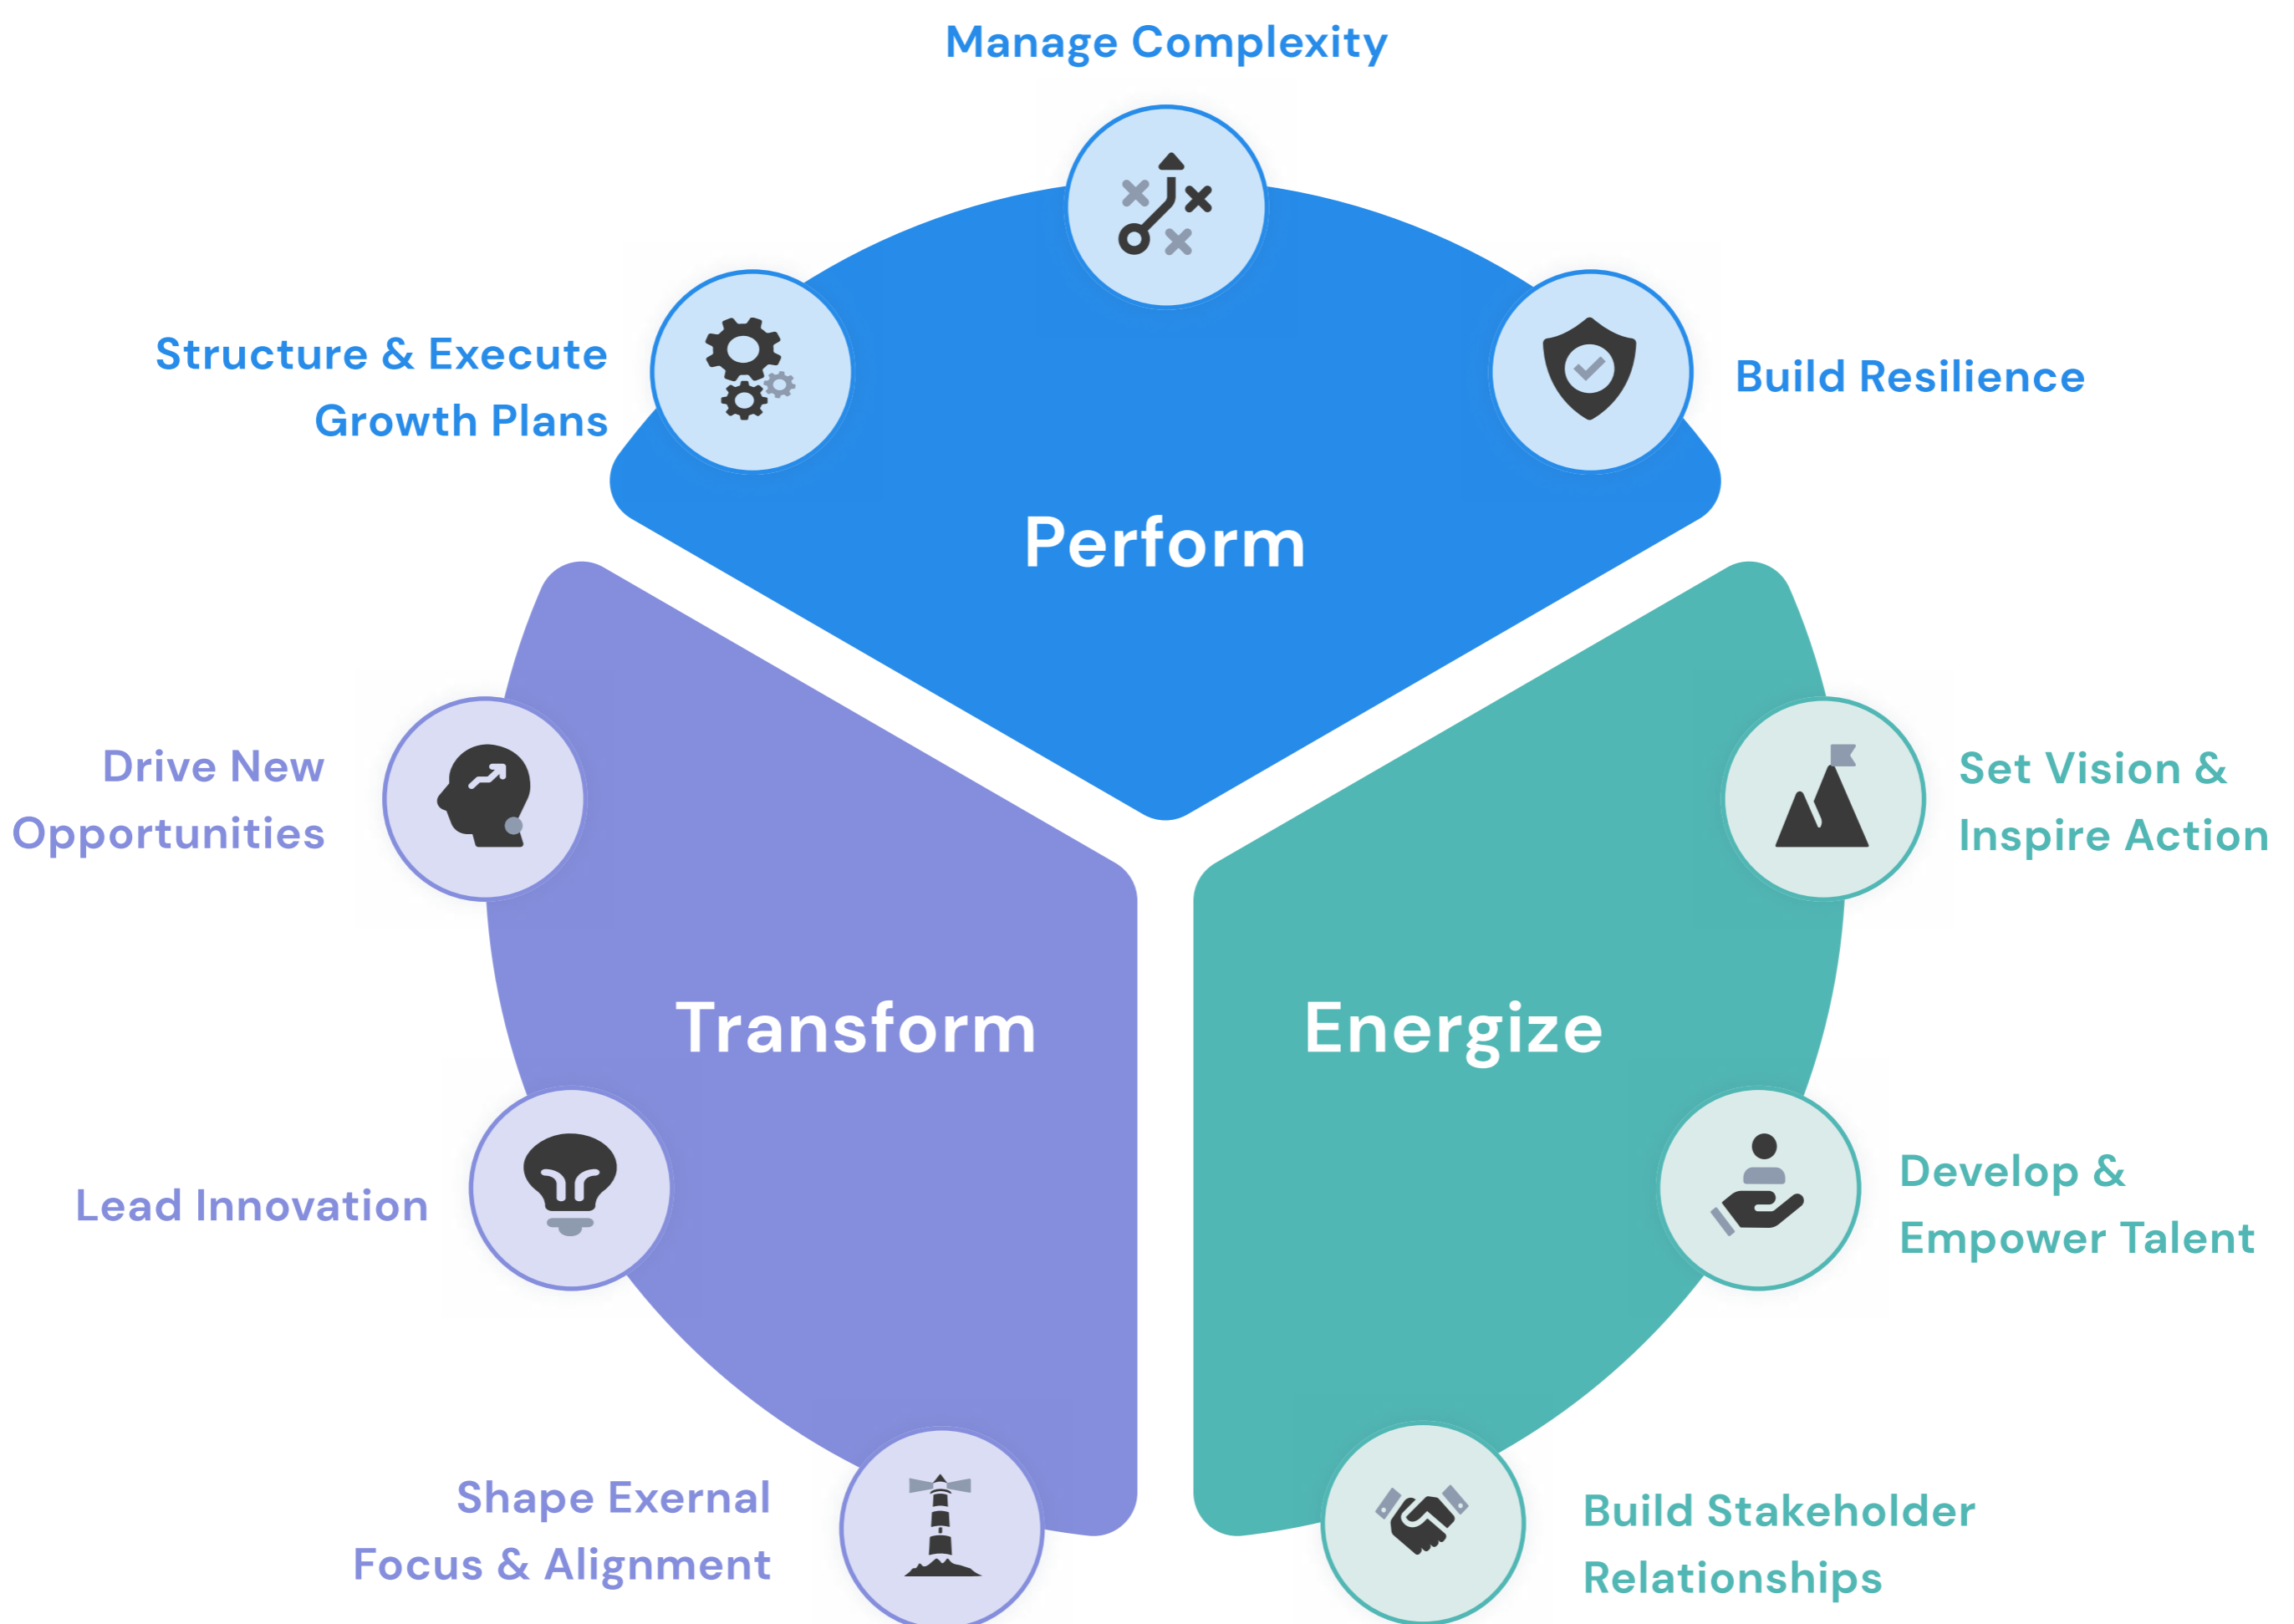 Manage Complexity
Structure & Execute
Growth Plans
Build Resilience
Perform
Drive New
Opportunities
Set Vision &
Inspire Action
Transform
Energize
Lead Innovation
Develop &
Empower Talent
Shape Exernal
Focus & Alignment
Build Stakeholder
Relationships